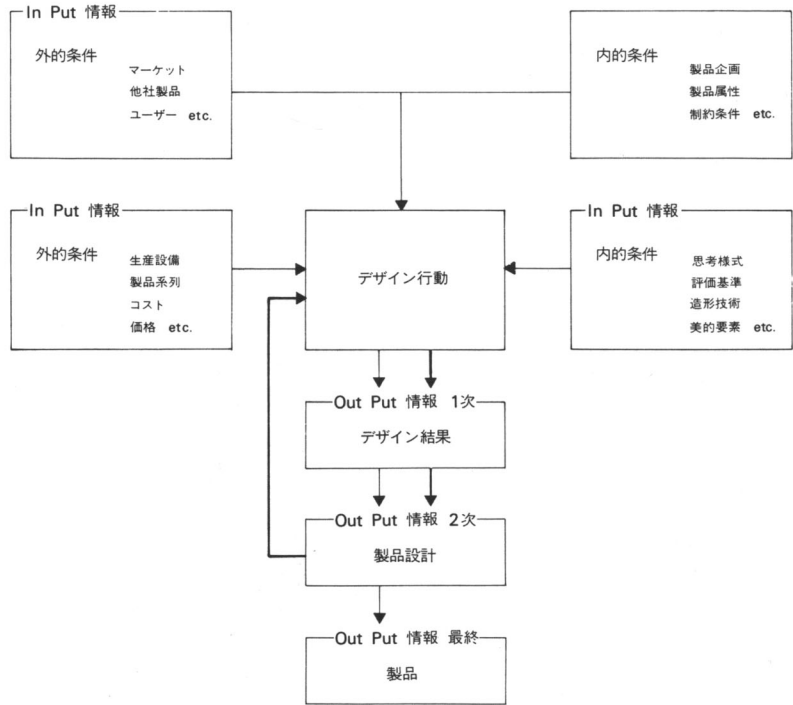 In Put 情報
外的条件
マーケット
他社製品
ユーザー etc.
内的条件
製品企画
製品属性
制約条件 etc.
In Put 情報
外的条件
生産設備
製品系列
コスト
価格 etc.
デザイン行動
In Put 情報
内的条件
思考様式
評価基準
造形技術
美的要素 etc.
Out Put 情報 1次
デザイン結果
Out Put 情報 2次
製品設計
Out Put 情報 最終
製品